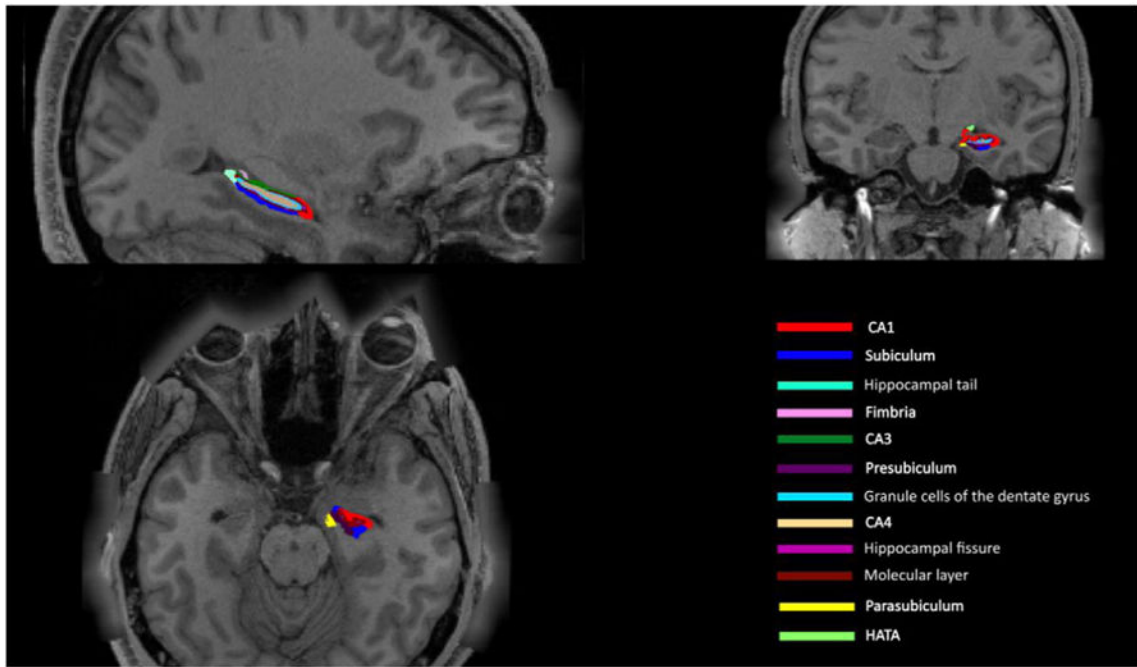 CA1
Subiculum
Hippocampal tail
Fimbria
CA3
Presubiculum
Granule cells of the dentate gyrus
CA4
Hippocampal fissure
Molecular layer
Parasubiculum
HATA